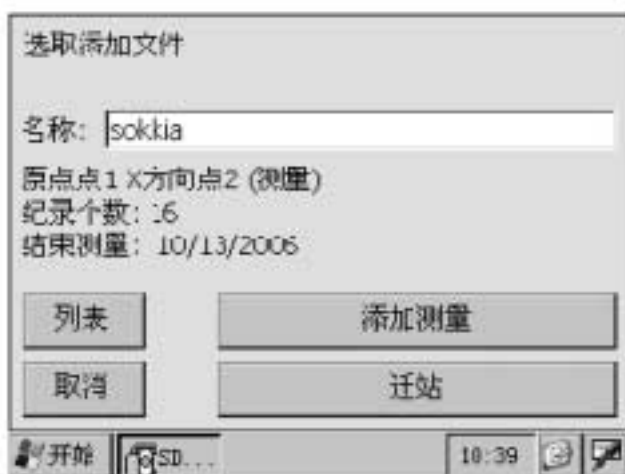 选取添加文件
名称: sokkia
原点点1 X方向点2 (测量)
纪录个数: 16
结束测量: 10/13/2006
列表 添加测量
取消 迁站
开始 SD... 10:39